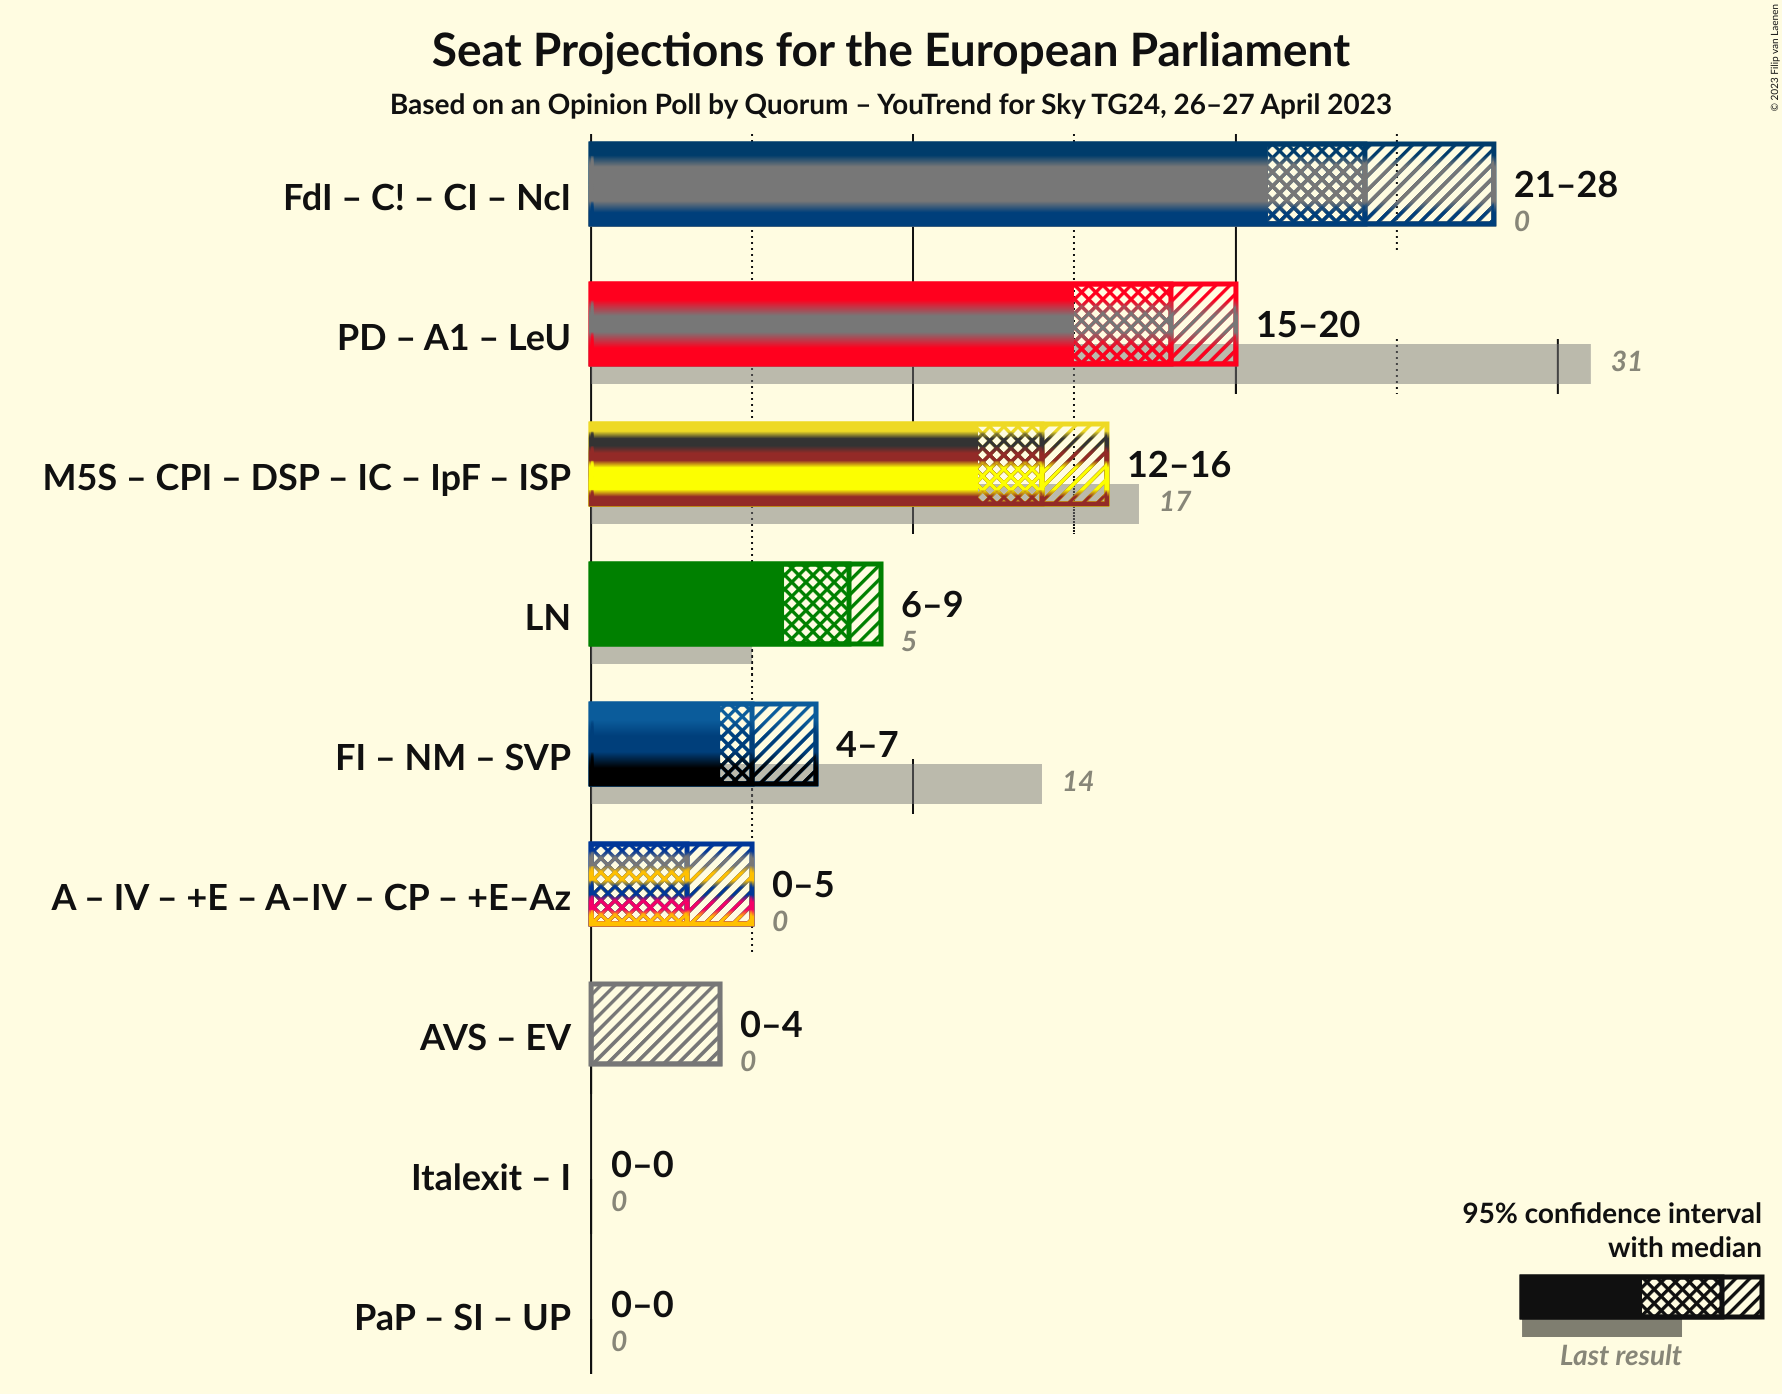 Seat Projections for the European Parliament
Based on an Opinion Poll by Quorum – YouTrend for Sky TG24, 26–27 April 2023
© 2023 Filip van Laenen
FdI – C! – CI – NcI
21–28
0
PD – A1 – LeU
15–20
31
M5S – CPI – DSP – IC – IpF – ISP
12–16
17
LN
6–9
5
FI – NM – SVP
4–7
14
A – IV – +E – A–IV – CP – +E–Az
0–5
0
AVS – EV
0–4
0
Italexit – I
0–0
0
PaP – SI – UP
0–0
0
95% confidence interval
with median
Last result